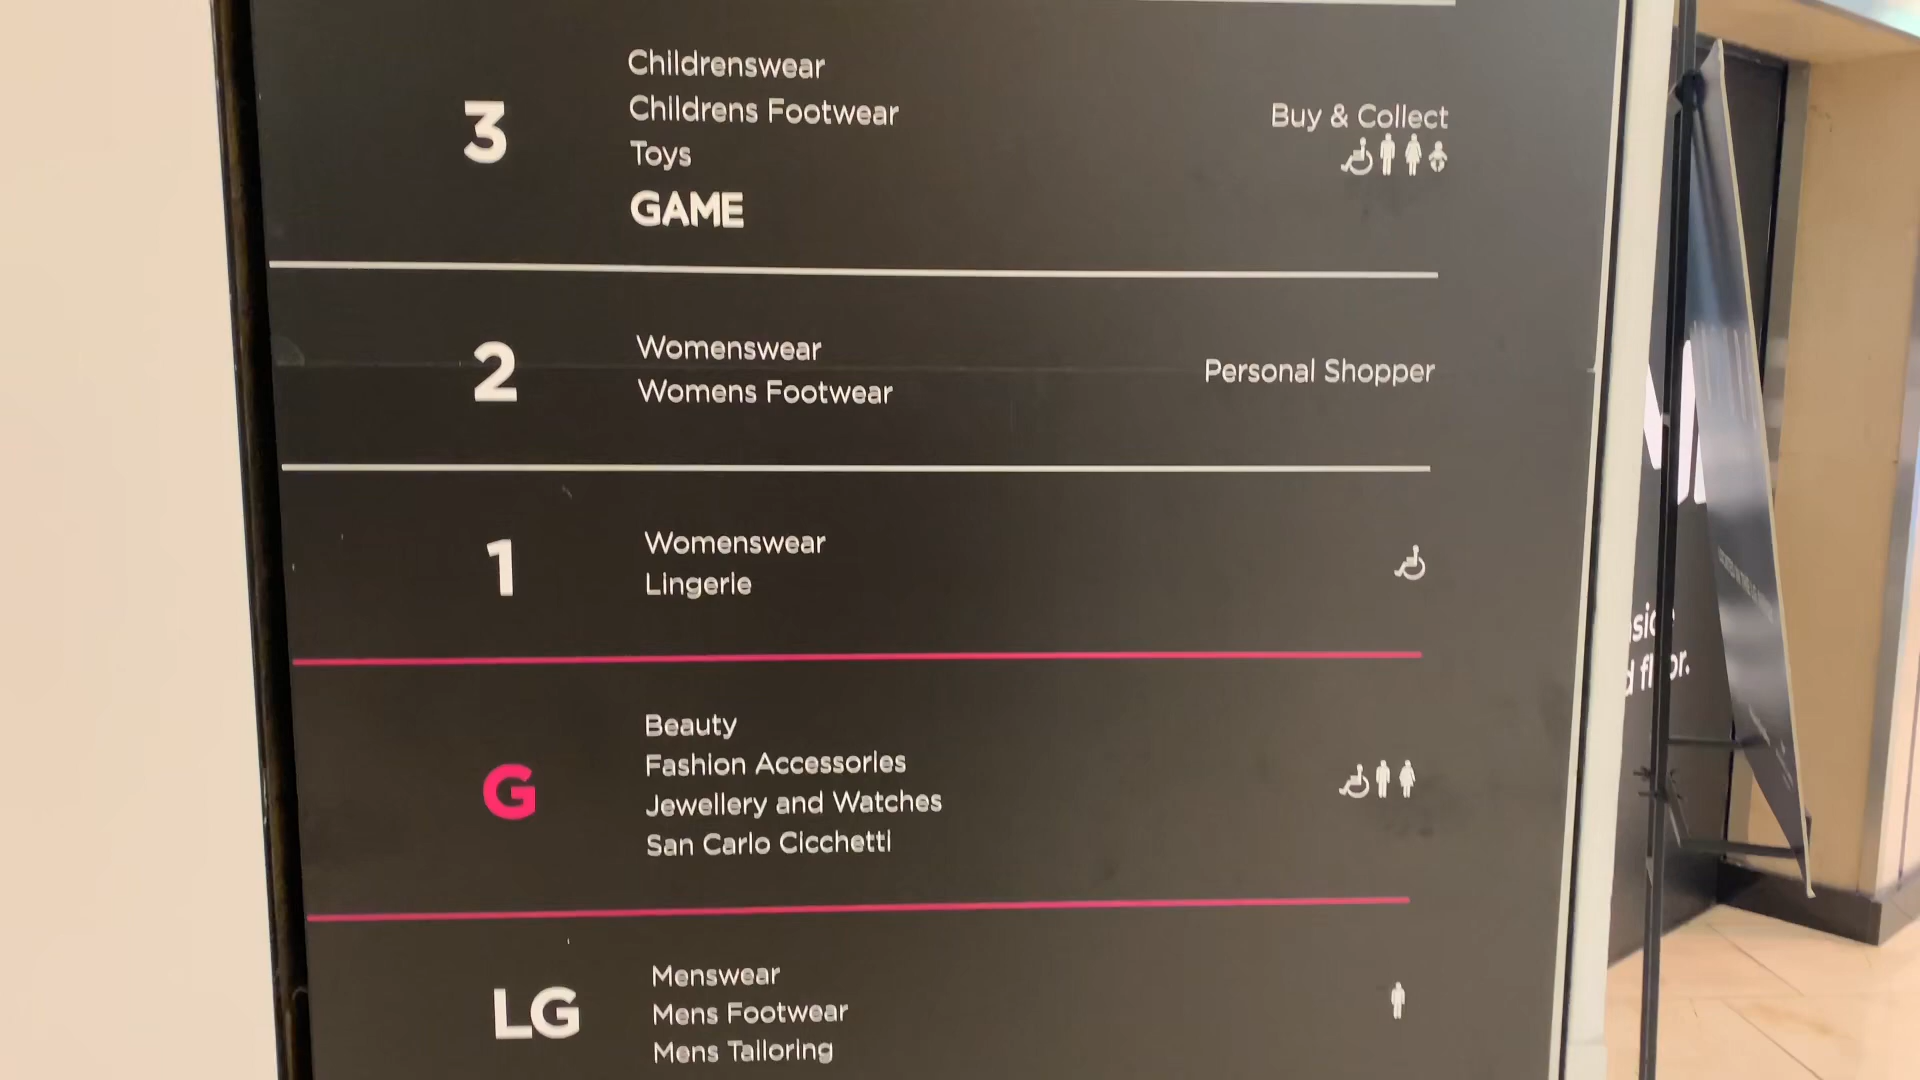 3
Childrenswear
Childrens Footwear
Toys
GAME
Buy & Collect
2
Womenswear
Womens Footwear
Personal Shopper
1
Womenswear
Lingerie
G
Beauty
Fashion Accessories
Jewellery and Watches
San Carlo Cicchetti
LG
Menswear
Mens Footwear
Mens Tailoring